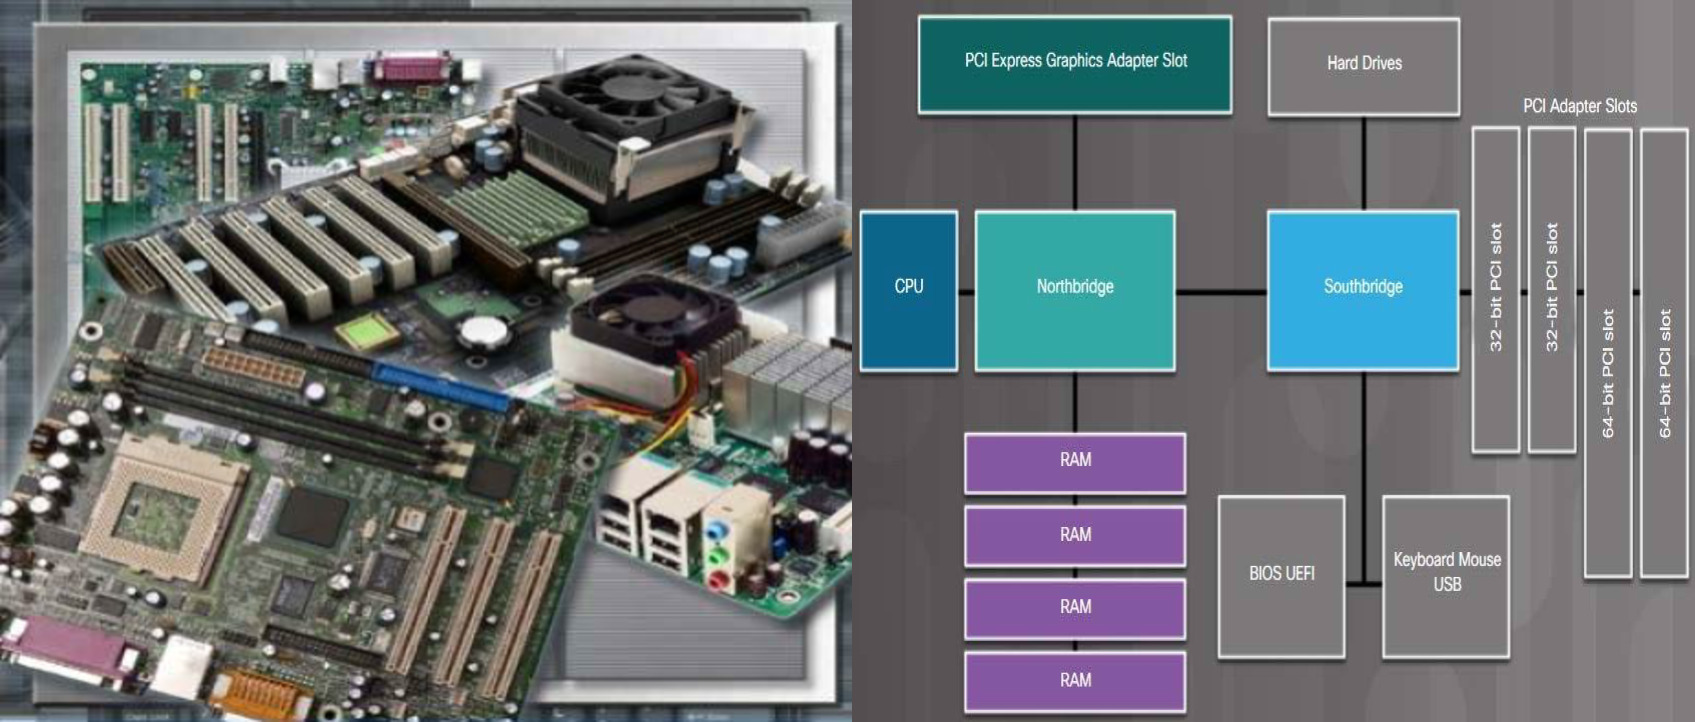 PCI Express Graphics Adapter Slot
Hard Drives
PCI Adapter Slots
CPU
Northbridge
Southbridge
32-bit PCI slot
32-bit PCI slot
64-bit PCI slot
64-bit PCI slot
RAM
RAM
RAM
RAM
BIOS UEFI
Keyboard Mouse
USB